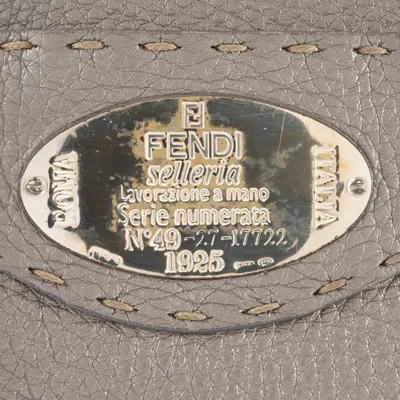 FENDI
selleria
Lavorazione a mano
Serie numerata
N°49-27-17722
1925
ROMA
ITALIA